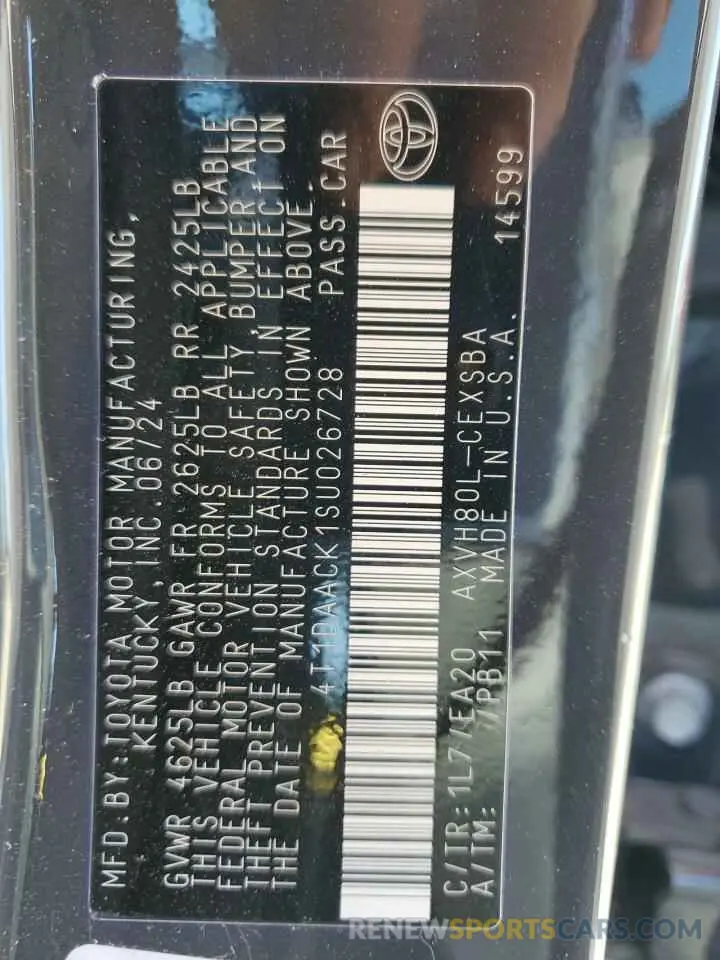 MFD.BY:TOYOTA MOTOR MANUFACTURING,
KENTUCKY,INC.06/24
GVWR 4625LB GAWR FR 2625LB RR 2425LB
THIS VEHICLE CONFORMS TO ALL APPLICABLE
FEDERAL MOTOR VEHICLE SAFETY,BUMPER,AND
THEFT PREVENTION STANDARDS IN EFFECT ON
THE DATE OF MANUFACTURE SHOWN ABOVE.
4T1DAACK1SU026728 PASS.CAR
C/TR:1L7/EA20 AXVH80L-CEXSBA
A/TM: /PB11 MADE IN U.S.A. 14599
RENEWSPORTSCARS.COM